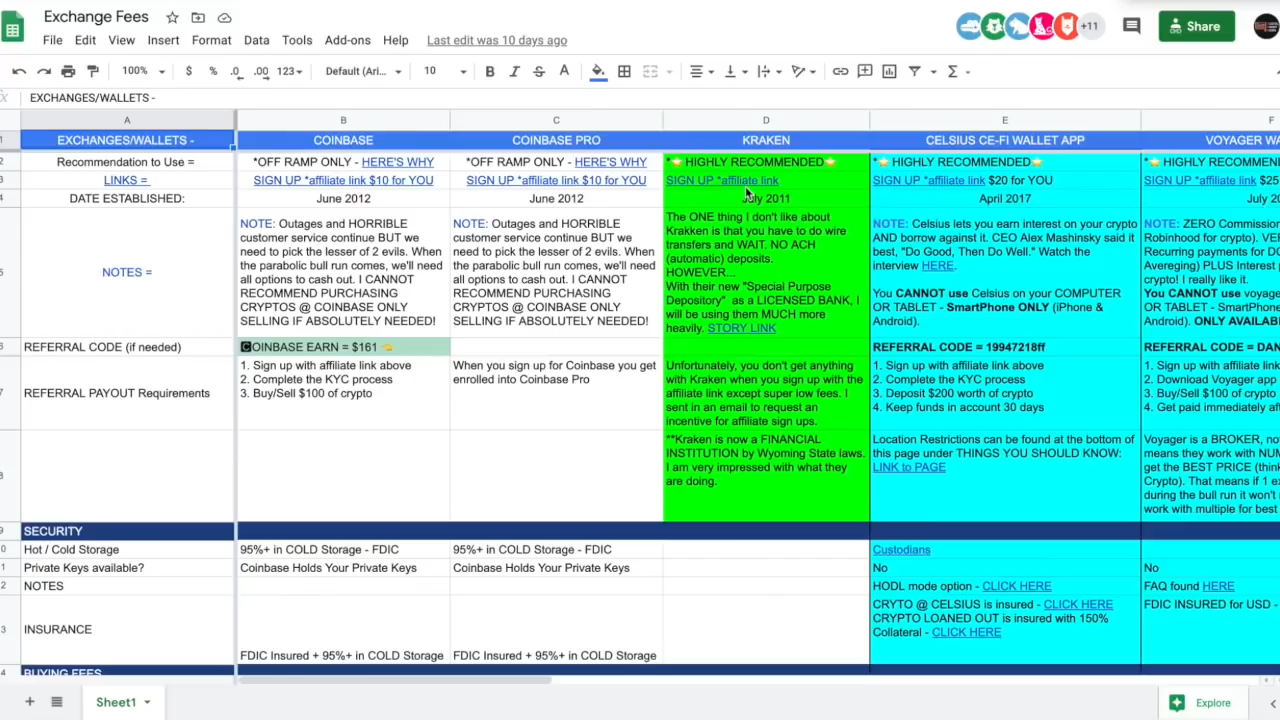 Exchange Fees
File Edit View Insert Format Data Tools Add-ons Help Last edit was 10 days ago
+11
Share
100% $ % .0 .00 123 Default (Ari... 10 B I S A
EXCHANGES/WALLETS -
A B C D E F
1 EXCHANGES/WALLETS - COINBASE COINBASE PRO KRAKEN CELSIUS CE-FI WALLET APP VOYAGER WA
2 Recommendation to Use = *OFF RAMP ONLY - HERE'S WHY *OFF RAMP ONLY - HERE'S WHY *⭐ HIGHLY RECOMMENDED⭐ *⭐ HIGHLY RECOMMENDED⭐ *⭐ HIGHLY RECOMMEN
3 LINKS = SIGN UP *affiliate link $10 for YOU SIGN UP *affiliate link $10 for YOU SIGN UP *affiliate link SIGN UP *affiliate link $20 for YOU SIGN UP *affiliate link $25
4 DATE ESTABLISHED: June 2012 June 2012 July 2011 April 2017 July 20
5 NOTES =
NOTE: Outages and HORRIBLE
customer service continue BUT we
need to pick the lesser of 2 evils. When
the parabolic bull run comes, we'll need
all options to cash out. I CANNOT
RECOMMEND PURCHASING
CRYPTOS @ COINBASE ONLY
SELLING IF ABSOLUTELY NEEDED!
NOTE: Outages and HORRIBLE
customer service continue BUT we
need to pick the lesser of 2 evils. When
the parabolic bull run comes, we'll need
all options to cash out. I CANNOT
RECOMMEND PURCHASING
CRYPTOS @ COINBASE ONLY
SELLING IF ABSOLUTELY NEEDED!
The ONE thing I don't like about
Krakken is that you have to do wire
transfers and WAIT. NO ACH
(automatic) deposits.
HOWEVER...
With their new "Special Purpose
Depository" as a LICENSED BANK, I
will be using them MUCH more
heavily. STORY LINK
NOTE: Celsius lets you earn interest on your crypto
AND borrow against it. CEO Alex Mashinsky said it
best, "Do Good, Then Do Well." Watch the
interview HERE.
You CANNOT use Celsius on your COMPUTER
OR TABLET - SmartPhone ONLY (iPhone &
Android).
NOTE: ZERO Commission
Robinhood for crypto). VER
Recurring payments for DC
Avereging) PLUS Interest p
crypto! I really like it.
You CANNOT use voyage
OR TABLET - SmartPhone
Android). ONLY AVAILAB
6 REFERRAL CODE (if needed) COINBASE EARN = $161 REFERRAL CODE = 19947218ff REFERRAL CODE = DAN
7 REFERRAL PAYOUT Requirements
1. Sign up with affiliate link above
2. Complete the KYC process
3. Buy/Sell $100 of crypto
When you sign up for Coinbase you get
enrolled into Coinbase Pro
Unfortunately, you don't get anything
with Kraken when you sign up with the
affiliate link except super low fees. I
sent in an email to request an
incentive for affiliate sign ups.
1. Sign up with affiliate link above
2. Complete the KYC process
3. Deposit $200 worth of crypto
4. Keep funds in account 30 days
1. Sign up with affiliate link
2. Download Voyager app
3. Buy/Sell $100 of crypto
4. Get paid immediately aft
8
**Kraken is now a FINANCIAL
INSTITUTION by Wyoming State laws.
I am very impressed with what they
are doing.
Location Restrictions can be found at the bottom of
this page under THINGS YOU SHOULD KNOW:
LINK to PAGE
Voyager is a BROKER, no
means they work with NUM
get the BEST PRICE (think
Crypto). That means if 1 ex
during the bull run it won't
work with multiple for best
9 SECURITY
0 Hot / Cold Storage 95%+ in COLD Storage - FDIC 95%+ in COLD Storage - FDIC Custodians
1 Private Keys available? Coinbase Holds Your Private Keys Coinbase Holds Your Private Keys No No
2 NOTES HODL mode option - CLICK HERE FAQ found HERE
3 INSURANCE FDIC Insured + 95%+ in COLD Storage FDIC Insured + 95%+ in COLD Storage
CRYTO @ CELSIUS is insured - CLICK HERE
CRYPTO LOANED OUT is insured with 150%
Collateral - CLICK HERE
FDIC INSURED for USD -
4 BUYING FEES
Sheet1
Explore